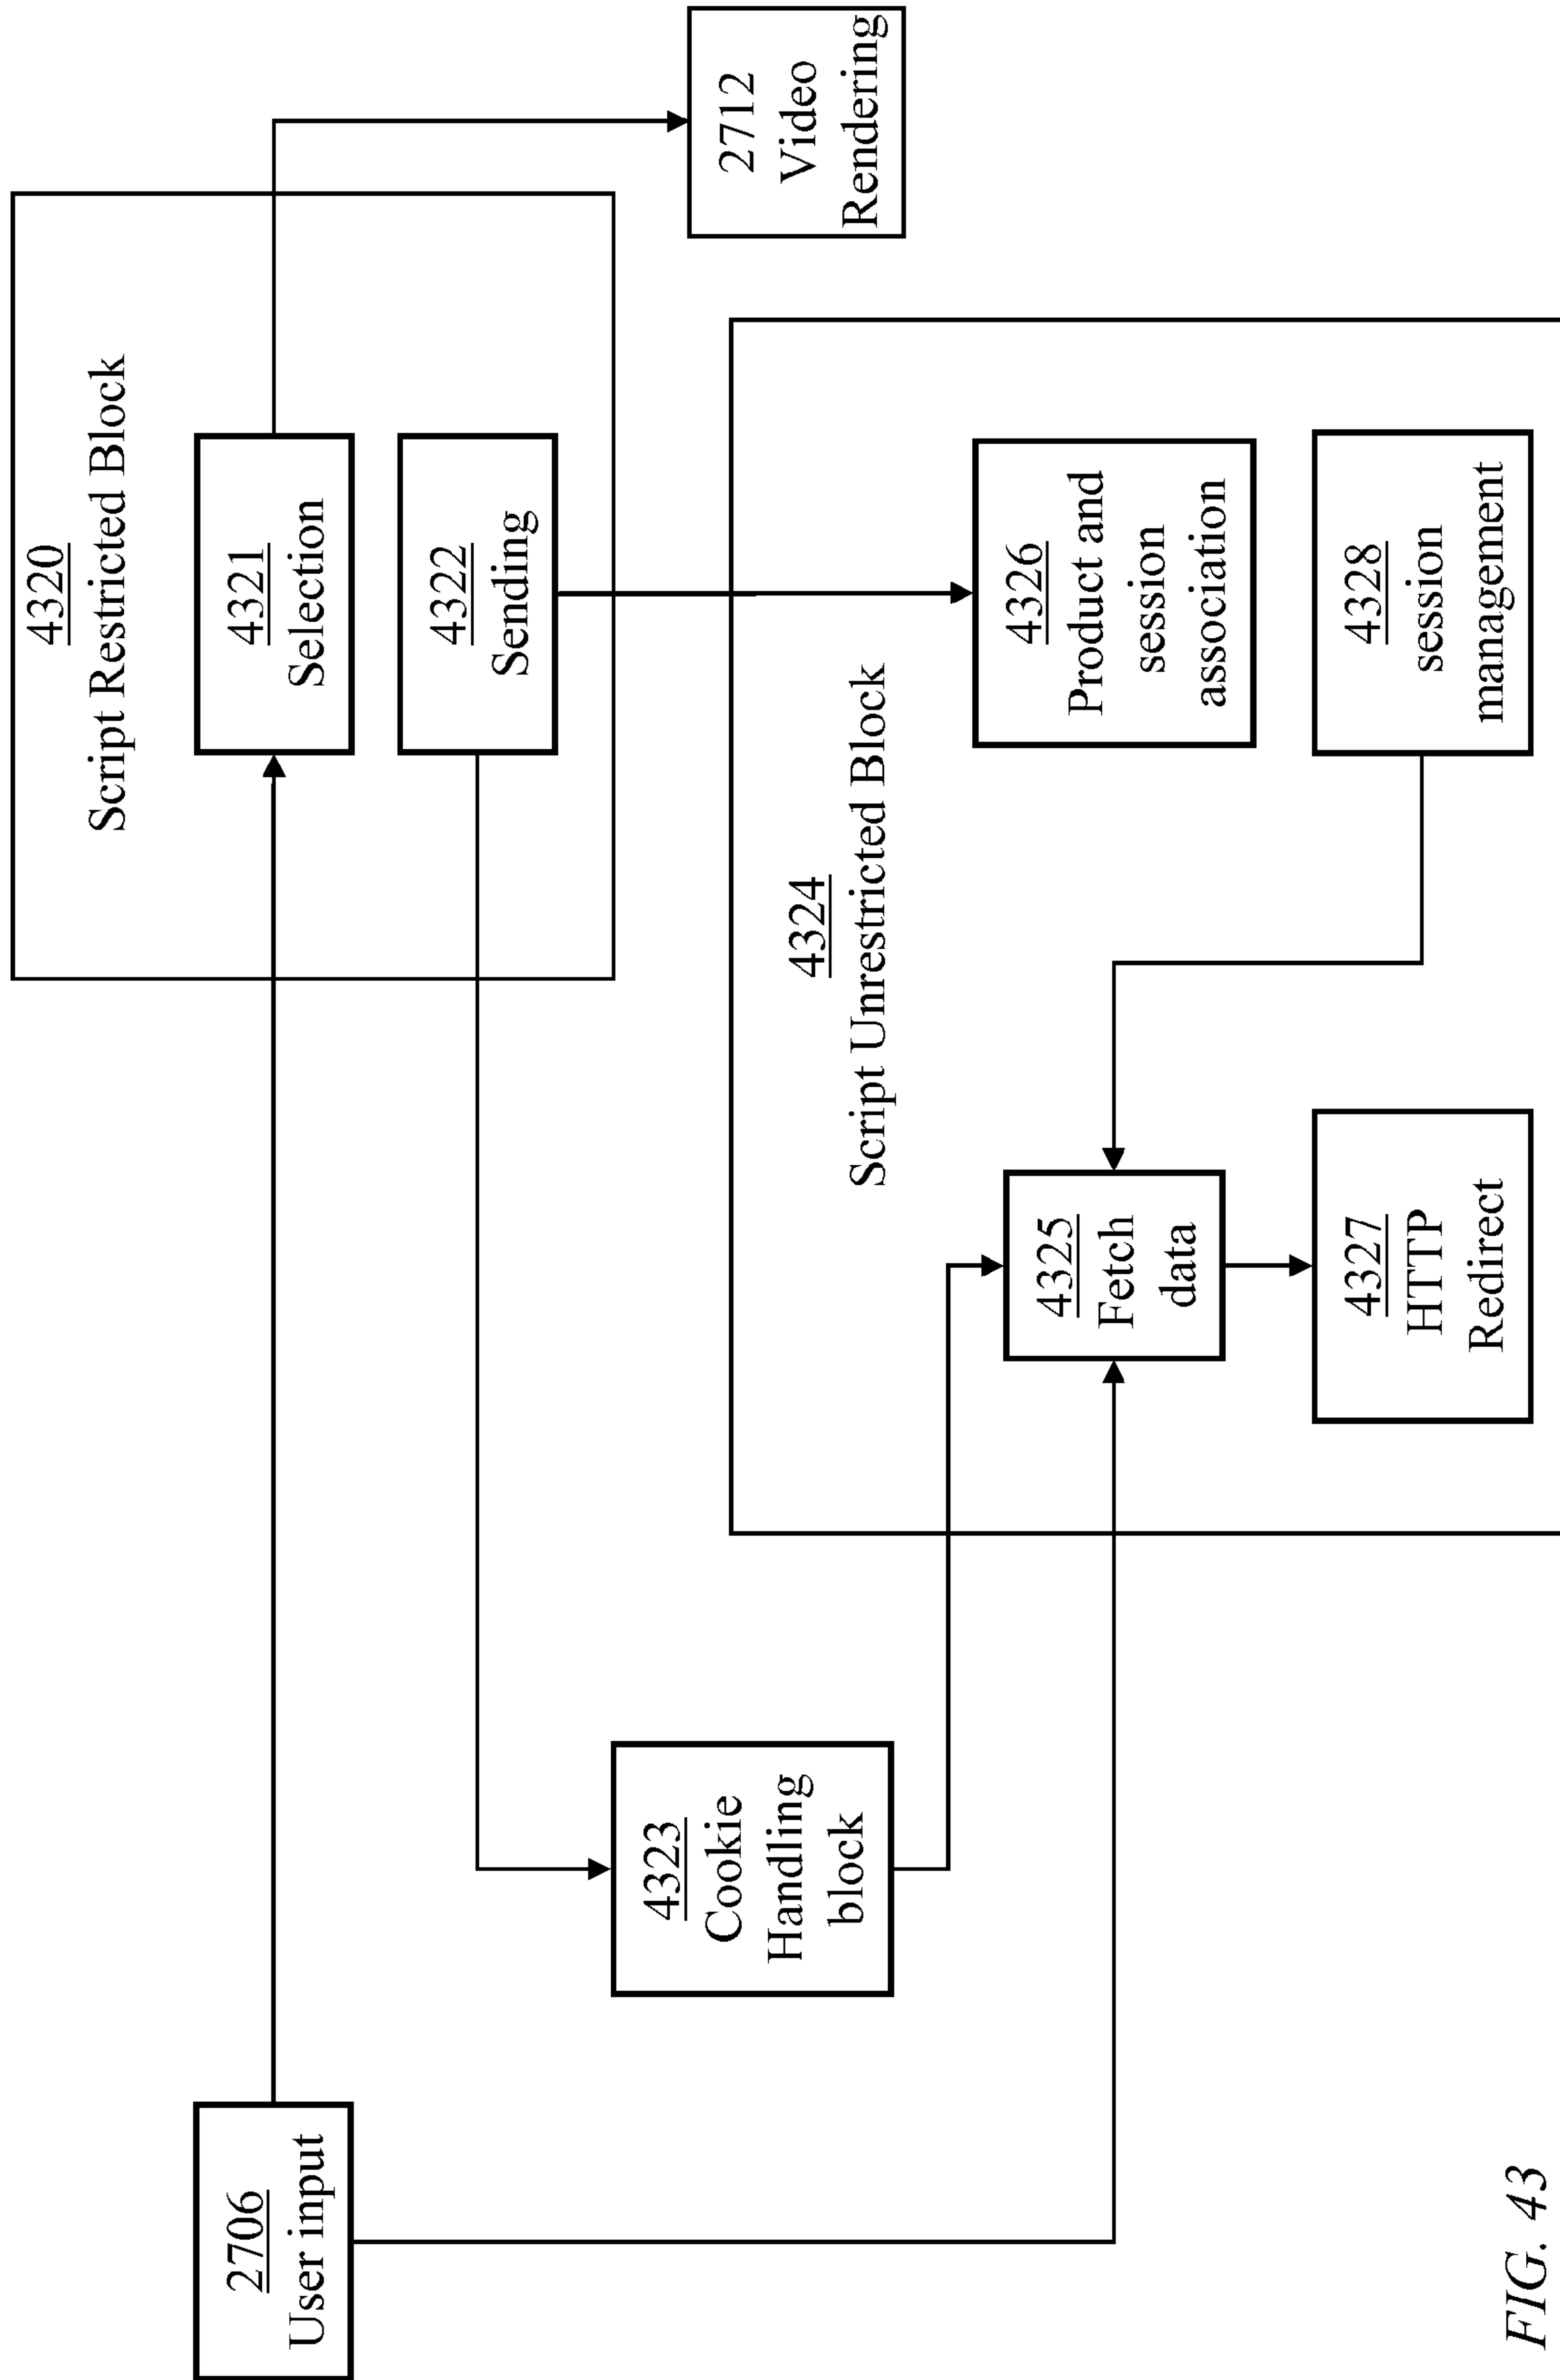 4320
Script Restricted Block
2706
User input
4321
Selection
4322
Sending
2712
Video
Rendering
4323
Cookie
Handling
block
4324
Script Unrestricted Block
4325
Fetch
data
4326
Product and
session
association
4327
HTTP
Redirect
4328
session
management
FIG. 43